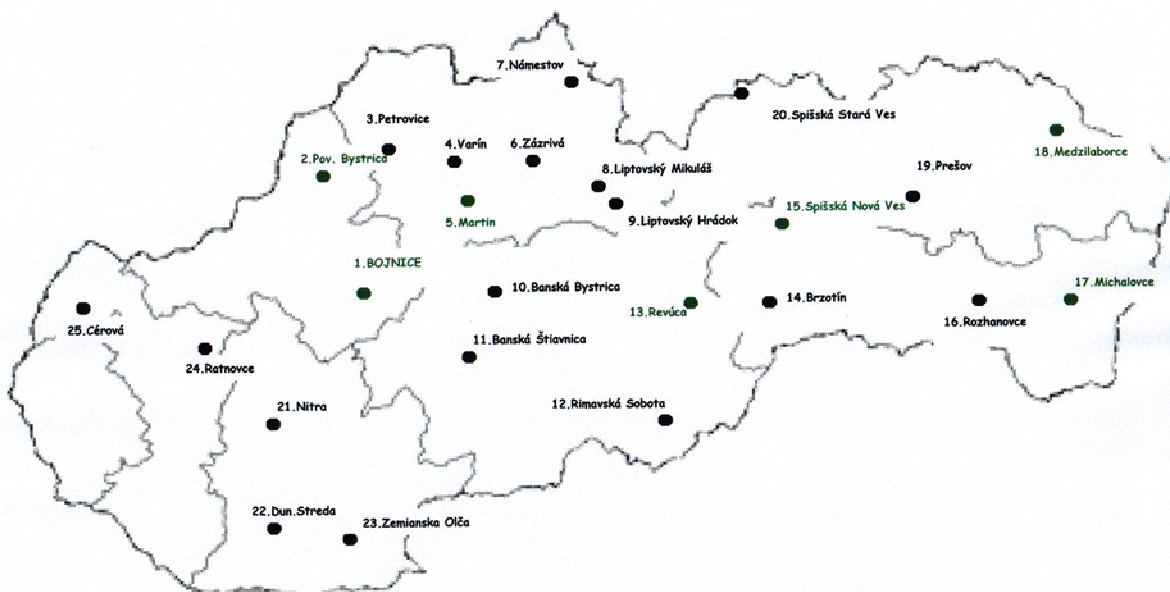 7.Námestov
3.Petrovice
20.Spišská Stará Ves
4.Varín
6.Zázrivá
18.Medzilaborce
2.Pov. Bystrica
8.Liptovský Mikuláš
19.Prešov
15.Spišská Nová Ves
5.Martin
9.Liptovský Hrádok
1.BOJNICE
17.Michalovce
10.Banská Bystrica
14.Brzotín
13.Revúca
16.Rozhanovce
25.Cérová
11.Banská Štiavnica
24.Ratnovce
12.Rimavská Sobota
21.Nitra
22.Dun.Streda
23.Zemianska Olča